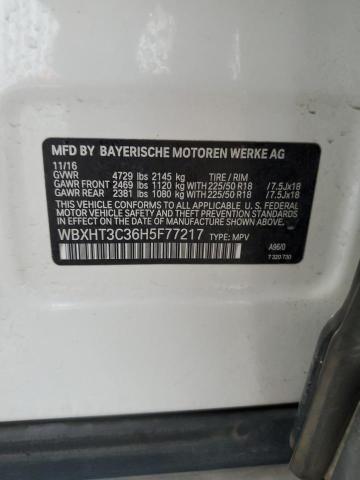 MFD BY BAYERISCHE MOTOREN WERKE AG
11/16
GVWR 4729 lbs 2145 kg TIRE / RIM
GAWR FRONT 2469 lbs 1120 kg WITH 225/50 R18 /7.5Jx18
GAWR REAR 2381 lbs 1080 kg WITH 225/50 R18 /7.5Jx18
THIS VEHICLE CONFORMS TO ALL APPLICABLE
U.S. FEDERAL MOTOR VEHICLE SAFETY, BUMPER,
AND THEFT PREVENTION STANDARDS IN EFFECT ON
THE DATE OF MANUFACTURE SHOWN ABOVE.
WBXHT3C36H5F77217 TYPE: MPV
A96/0
T 320 730